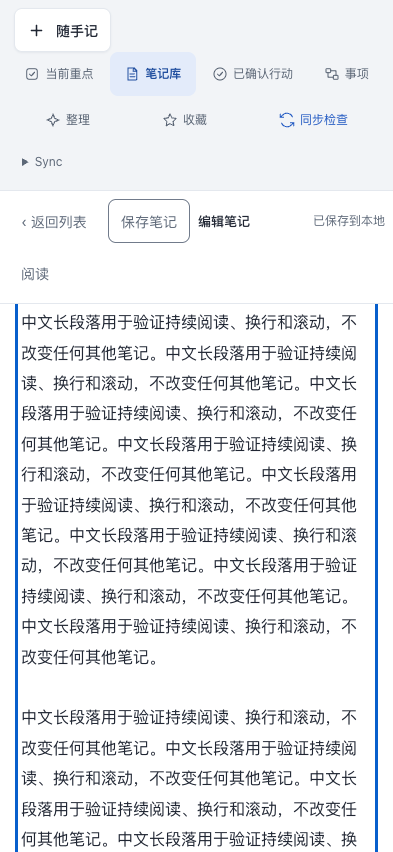 随手记
当前重点 笔记库 已确认行动 事项
整理 收藏 同步检查
Sync
返回列表 保存笔记 编辑笔记 已保存到本地
阅读
中文长段落用于验证持续阅读、换行和滚动，不
改变任何其他笔记。中文长段落用于验证持续阅
读、换行和滚动，不改变任何其他笔记。中文长
段落用于验证持续阅读、换行和滚动，不改变任
何其他笔记。中文长段落用于验证持续阅读、换
行和滚动，不改变任何其他笔记。中文长段落用
于验证持续阅读、换行和滚动，不改变任何其他
笔记。中文长段落用于验证持续阅读、换行和滚
动，不改变任何其他笔记。中文长段落用于验证
持续阅读、换行和滚动，不改变任何其他笔记。
中文长段落用于验证持续阅读、换行和滚动，不
改变任何其他笔记。
中文长段落用于验证持续阅读、换行和滚动，不
改变任何其他笔记。中文长段落用于验证持续阅
读、换行和滚动，不改变任何其他笔记。中文长
段落用于验证持续阅读、换行和滚动，不改变任
何其他笔记。中文长段落用于验证持续阅读、换